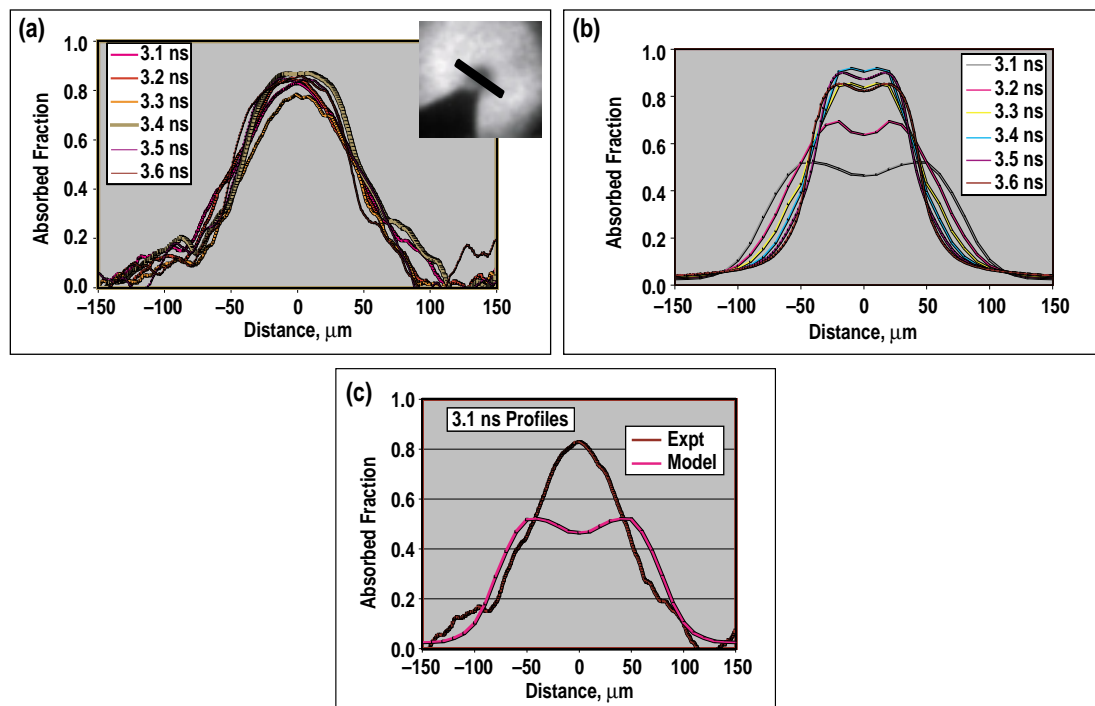 (a)
1.0
0.8
0.6
0.4
0.2
0.0
Absorbed Fraction
3.1 ns
3.2 ns
3.3 ns
3.4 ns
3.5 ns
3.6 ns
–150 –100 –50 0 50 100 150
Distance, μm
(b)
1.0
0.8
0.6
0.4
0.2
0.0
Absorbed Fraction
3.1 ns
3.2 ns
3.3 ns
3.4 ns
3.5 ns
3.6 ns
–150 –100 –50 0 50 100 150
Distance, μm
(c)
1.0
0.8
0.6
0.4
0.2
0.0
Absorbed Fraction
3.1 ns Profiles
Expt
Model
–150 –100 –50 0 50 100 150
Distance, μm